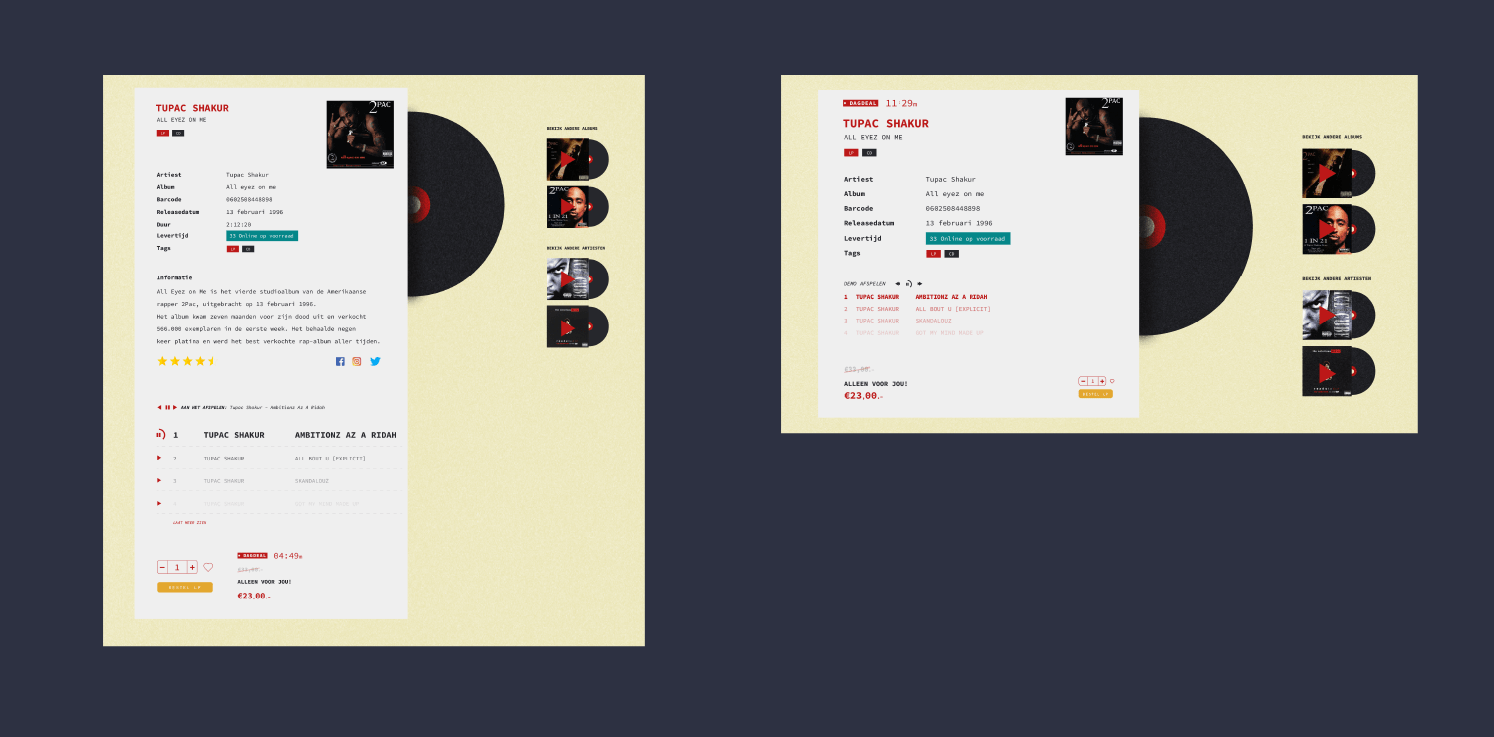 TUPAC SHAKUR
ALL EYEZ ON ME
LP CD
2PAC
Artiest Tupac Shakur
Album All eyez on me
Barcode 0602508448898
Releasedatum 13 februari 1996
Duur 2:12:20
Levertijd 33 Online op voorraad
Tags LP CD
Informatie
All Eyez on Me is het vierde studioalbum van de Amerikaanse
rapper 2Pac, uitgebracht op 13 februari 1996.
Het album kwam zeven maanden voor zijn dood uit en verkocht
566.000 exemplaren in de eerste week. Het behaalde negen
keer platina en werd het best verkochte rap-album aller tijden.
AAN HET AFSPELEN: Tupac Shakur - Ambitionz Az A Ridah
1 TUPAC SHAKUR AMBITIONZ AZ A RIDAH
2 TUPAC SHAKUR ALL BOUT U [EXPLICIT]
3 TUPAC SHAKUR SKANDALOUZ
4 TUPAC SHAKUR GOT MY MIND MADE UP
LAAT MEER ZIEN
- 1 +
BESTEL LP
DAGDEAL 04:49m
ALLEEN VOOR JOU!
€23,00,-
BEKIJK ANDERE ALBUMS
2PAC
1 IN 21
BEKIJK ANDERE ARTIESTEN
DAGDEAL 11:29m
TUPAC SHAKUR
ALL EYEZ ON ME
LP CD
2PAC
Artiest Tupac Shakur
Album All eyez on me
Barcode 0602508448898
Releasedatum 13 februari 1996
Levertijd 33 Online op voorraad
Tags LP CD
DEMO AFSPELEN
1 TUPAC SHAKUR AMBITIONZ AZ A RIDAH
2 TUPAC SHAKUR ALL BOUT U [EXPLICIT]
3 TUPAC SHAKUR SKANDALOUZ
4 TUPAC SHAKUR GOT MY MIND MADE UP
€33,00,-
ALLEEN VOOR JOU!
€23,00,-
- 1 +
BESTEL LP
BEKIJK ANDERE ALBUMS
2PAC
1 IN 21
BEKIJK ANDERE ARTIESTEN